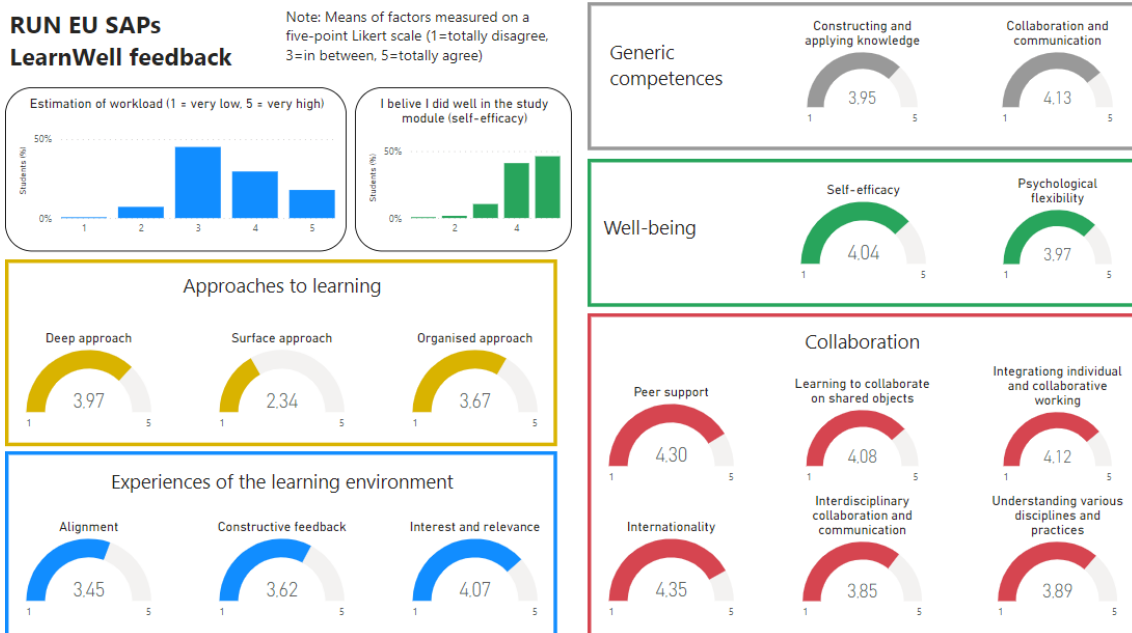 RUN EU SAPs
LearnWell feedback
Note: Means of factors measured on a
five-point Likert scale (1=totally disagree,
3=in between, 5=totally agree)
Estimation of workload (1 = very low, 5 = very high)
Students (%)
50%
0%
1 2 3 4 5
I belive I did well in the study
module (self-efficacy)
Students (%)
50%
0%
2 4
Approaches to learning
Deep approach
3,97
1 5
Surface approach
2,34
1 5
Organised approach
3,67
1 5
Experiences of the learning environment
Alignment
3,45
1 5
Constructive feedback
3,62
1 5
Interest and relevance
4,07
1 5
Generic
competences
Constructing and
applying knowledge
3,95
1 5
Collaboration and
communication
4,13
1 5
Well-being
Self-efficacy
4,04
1 5
Psychological
flexibility
3,97
1 5
Collaboration
Peer support
4,30
1 5
Learning to collaborate
on shared objects
4,08
1 5
Integrationg individual
and collaborative
working
4,12
1 5
Internationality
4,35
1 5
Interdisciplinary
collaboration and
communication
3,85
1 5
Understanding various
disciplines and
practices
3,89
1 5